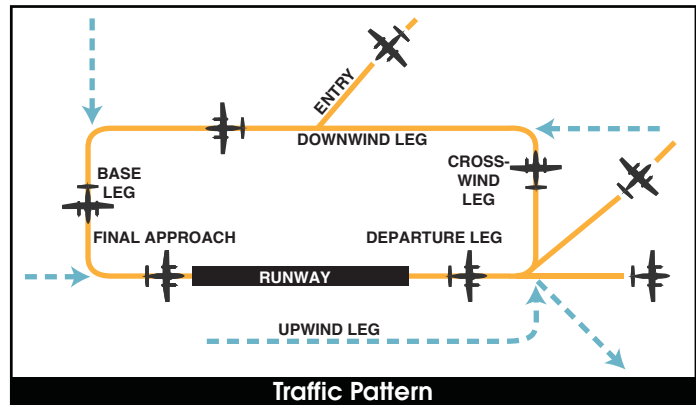 ENTRY
DOWNWIND LEG
BASE
LEG
CROSS-
WIND
LEG
FINAL APPROACH
DEPARTURE LEG
RUNWAY
UPWIND LEG
Traffic Pattern